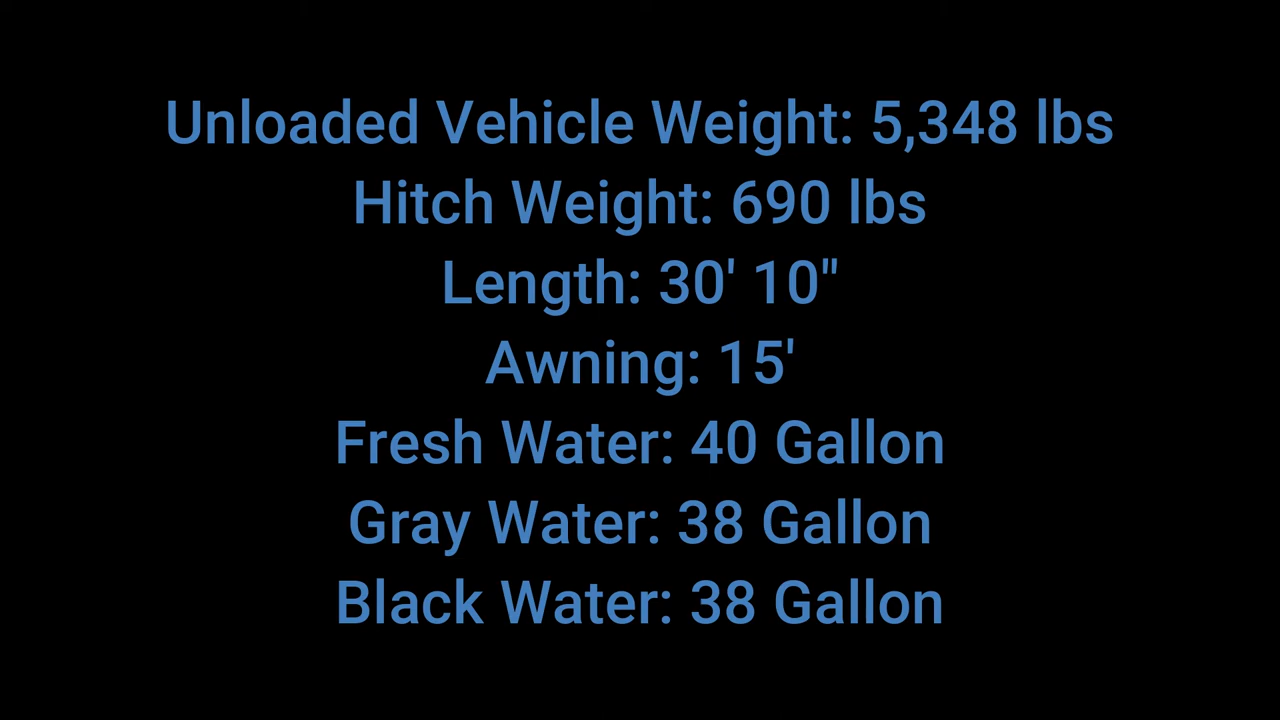 Unloaded Vehicle Weight: 5,348 lbs
Hitch Weight: 690 lbs
Length: 30' 10"
Awning: 15'
Fresh Water: 40 Gallon
Gray Water: 38 Gallon
Black Water: 38 Gallon